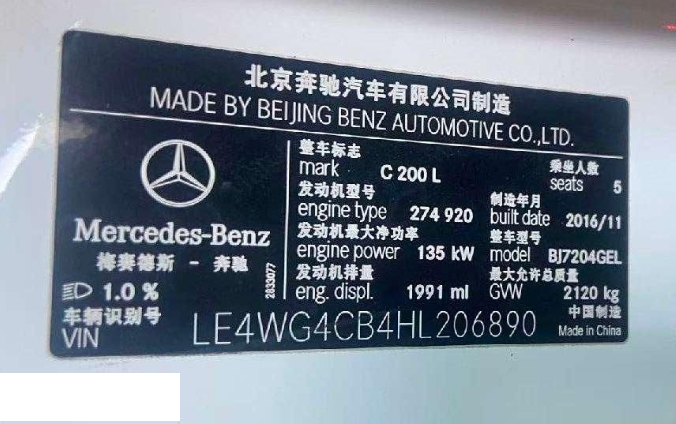 北京奔驰汽车有限公司制造
MADE BY BEIJING BENZ AUTOMOTIVE CO.,LTD.
整车标志
mark C 200 L
乘坐人数
seats 5
发动机型号
engine type 274 920
制造年月
built date 2016/11
发动机最大净功率
engine power 135 kW
整车型号
model BJ7204GEL
发动机排量
eng. displ. 1991 ml
最大允许总质量
GVW 2120 kg
Mercedes-Benz
梅赛德斯 - 奔驰
2833077
1.0 %
车辆识别号
VIN LE4WG4CB4HL206890
中国制造
Made in China